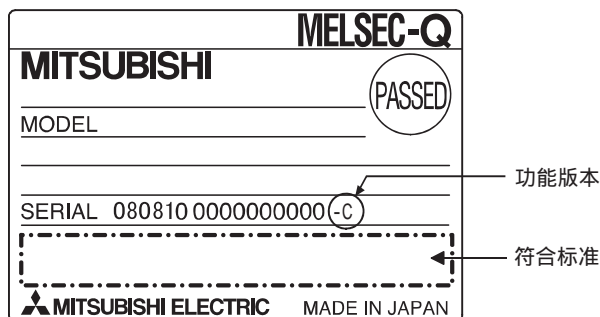 MELSEC-Q
MITSUBISHI
PASSED
MODEL
功能版本
SERIAL 080810 0000000000 -C
符合标准
MITSUBISHI ELECTRIC MADE IN JAPAN